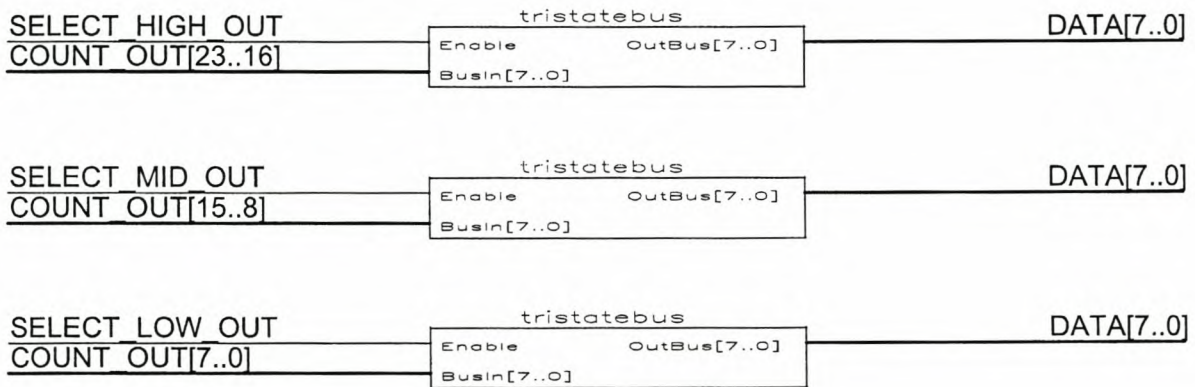 tristatebus
SELECT_HIGH_OUT
DATA[7..0]
Enable OutBus[7..0]
COUNT_OUT[23..16]
BusIn[7..0]
tristatebus
SELECT_MID_OUT
DATA[7..0]
Enable OutBus[7..0]
COUNT_OUT[15..8]
BusIn[7..0]
tristatebus
SELECT_LOW_OUT
DATA[7..0]
Enable OutBus[7..0]
COUNT_OUT[7..0]
BusIn[7..0]